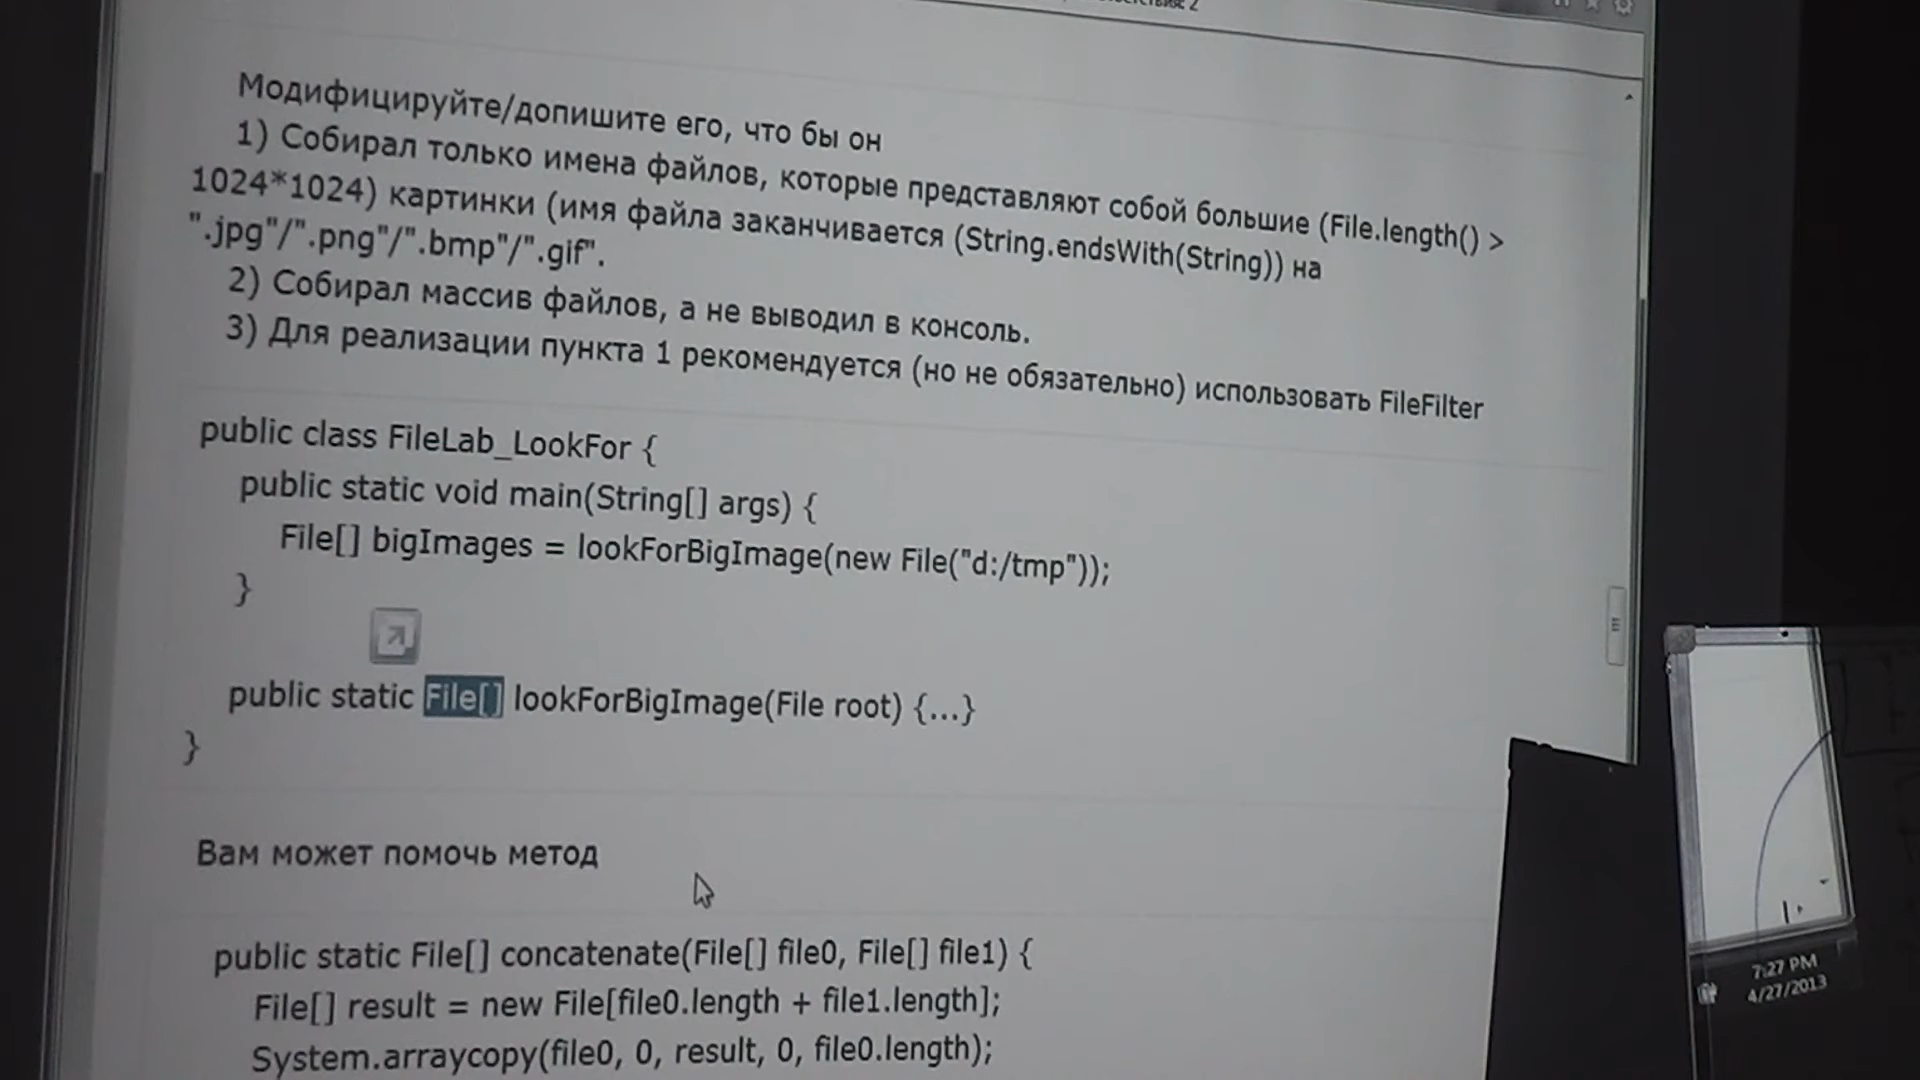 Модифицируйте/допишите его, что бы он
1) Собирал только имена файлов, которые представляют собой большие (File.length() >
1024*1024) картинки (имя файла заканчивается (String.endsWith(String)) на
".jpg"/".png"/".bmp"/".gif".
2) Собирал массив файлов, а не выводил в консоль.
3) Для реализации пункта 1 рекомендуется (но не обязательно) использовать FileFilter
public class FileLab_LookFor {
public static void main(String[] args) {
File[] bigImages = lookForBigImage(new File("d:/tmp"));
}
public static File[] lookForBigImage(File root) {...}
}
Вам может помочь метод
public static File[] concatenate(File[] file0, File[] file1) {
File[] result = new File[file0.length + file1.length];
System.arraycopy(file0, 0, result, 0, file0.length);
7:27 PM
4/27/2013